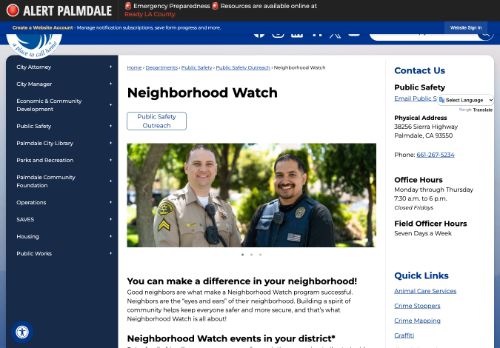 ALERT PALMDALE
🚨 Emergency Preparedness 🚨 Resources are available online at
Ready LA County.
Create a Website Account - Manage notification subscriptions, save form progress and more.
Website Sign In
a place to call home
City Attorney
City Manager
Economic & Community
Development
Public Safety
Palmdale City Library
Parks and Recreation
Palmdale Community
Foundation
Operations
SAVES
Housing
Public Works
Home › Departments › Public Safety › Public Safety Outreach › Neighborhood Watch
Neighborhood Watch
Public Safety
Outreach
You can make a difference in your neighborhood!
Good neighbors are what make a Neighborhood Watch program successful.
Neighbors are the "eyes and ears" of their neighborhood. Building a spirit of
community helps keep everyone safer and more secure, and that's what
Neighborhood Watch is all about!
Neighborhood Watch events in your district*
Contact Us
Public Safety
Email Public S
Select Language
Google Translate
Physical Address
38256 Sierra Highway
Palmdale, CA 93550
Phone: 661-267-5234
Office Hours
Monday through Thursday
7:30 a.m. to 6 p.m.
Closed Fridays
Field Officer Hours
Seven Days a Week
Quick Links
Animal Care Services
Crime Stoppers
Crime Mapping
Graffiti